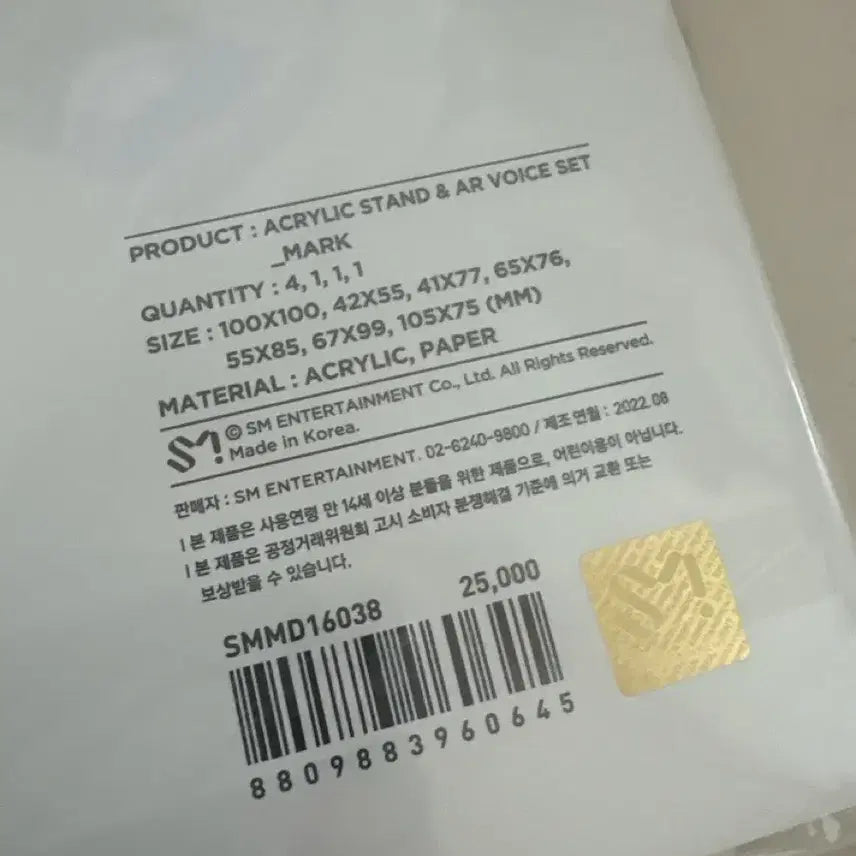 PRODUCT : ACRYLIC STAND & AR VOICE SET
_MARK
QUANTITY : 4, 1, 1, 1
SIZE : 100X100, 42X55, 41X77, 65X76,
55X85, 67X99, 105X75 (MM)
MATERIAL : ACRYLIC, PAPER
SM! © SM ENTERTAINMENT Co., Ltd. All Rights Reserved.
Made in Korea.
판매자 : SM ENTERTAINMENT. 02-6240-9800 / 제조연월 : 2022.08
| 본 제품은 사용연령 만 14세 이상 분들을 위한 제품으로, 어린이용이 아닙니다.
| 본 제품은 공정거래위원회 고시 소비자 분쟁해결 기준에 의거 교환 또는
보상받을 수 있습니다.
SMMD16038 25,000
SM!
8809883960645